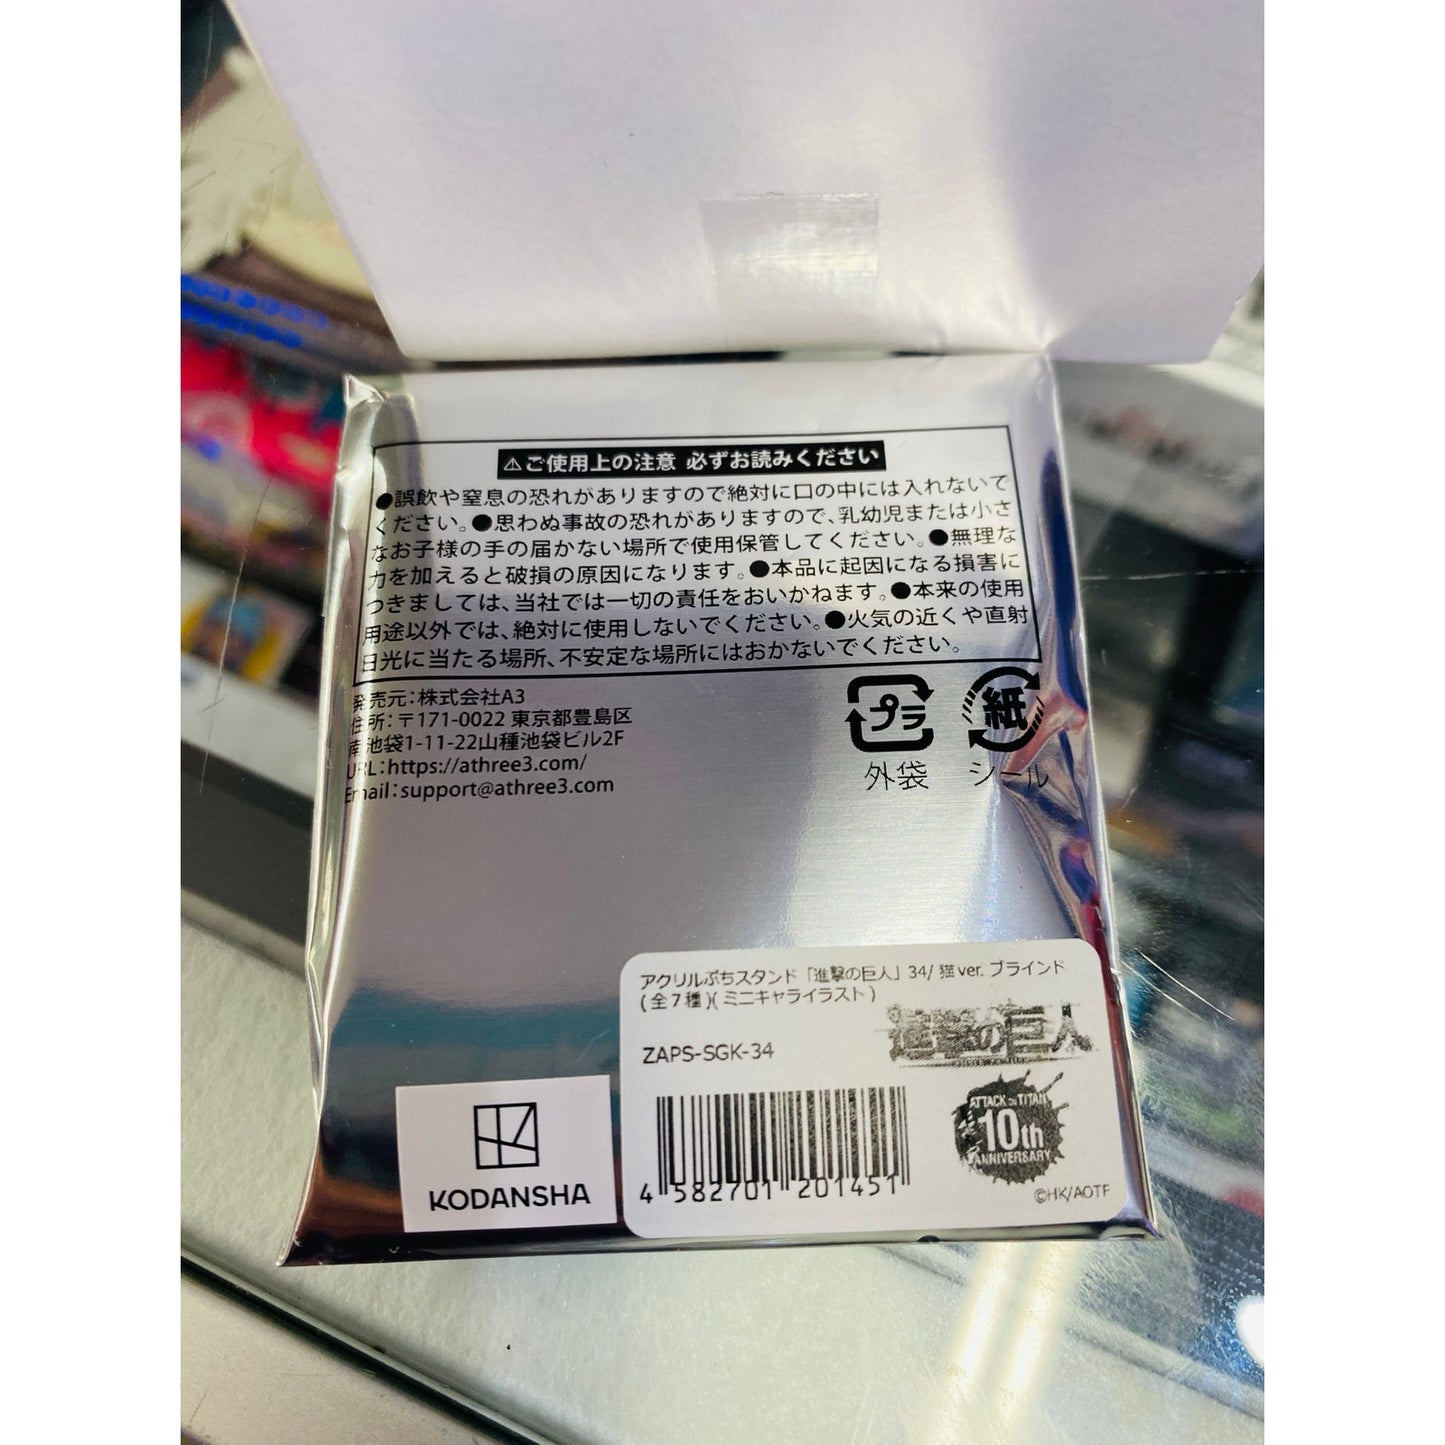 ⚠ご使用上の注意 必ずお読みください
●誤飲や窒息の恐れがありますので絶対に口の中には入れないで
ください。●思わぬ事故の恐れがありますので、乳幼児または小さ
なお子様の手の届かない場所で使用保管してください。●無理な
力を加えると破損の原因になります。●本品に起因になる損害に
つきましては、当社では一切の責任をおいかねます。●本来の使用
用途以外では、絶対に使用しないでください。●火気の近くや直射
日光に当たる場所、不安定な場所にはおかないでください。
発売元：株式会社A3
住所：〒171-0022 東京都豊島区
南池袋1-11-22山種池袋ビル2F
URL：https://athree3.com/
Email：support@athree3.com
プラ
外袋
紙
シール
アクリルぷちスタンド「進撃の巨人」34/ 猫ver. ブラインド
(全7種)(ミニキャライラスト)
ZAPS-SGK-34
進撃の巨人
ATTACK ON TITAN
10th
ANNIVERSARY
4 582701 201451
©HK/AOTF
KODANSHA